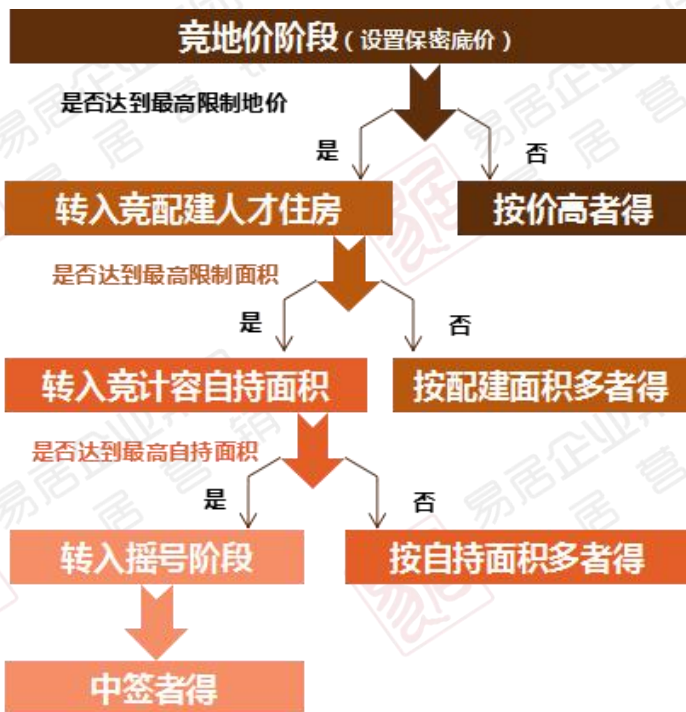 竞地价阶段（设置保密底价）
是否达到最高限制地价
是
否
转入竞配建人才住房
按价高者得
是否达到最高限制面积
是
否
转入竞计容自持面积
按配建面积多者得
是否达到最高自持面积
是
否
转入摇号阶段
按自持面积多者得
中签者得